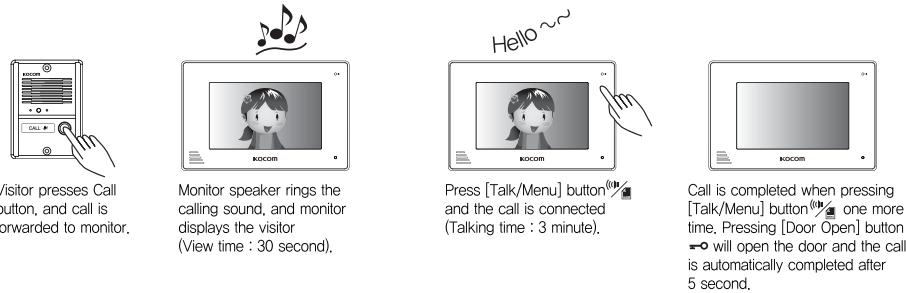 KOCOM
CALL
Visitor presses Call
button, and call is
forwarded to monitor.
KOCOM
Monitor speaker rings the
calling sound, and monitor
displays the visitor
(View time : 30 second).
Hello ~~
KOCOM
Press [Talk/Menu] button
and the call is connected
(Talking time : 3 minute).
KOCOM
Call is completed when pressing
[Talk/Menu] button one more
time. Pressing [Door Open] button
will open the door and the call
is automatically completed after
5 second.